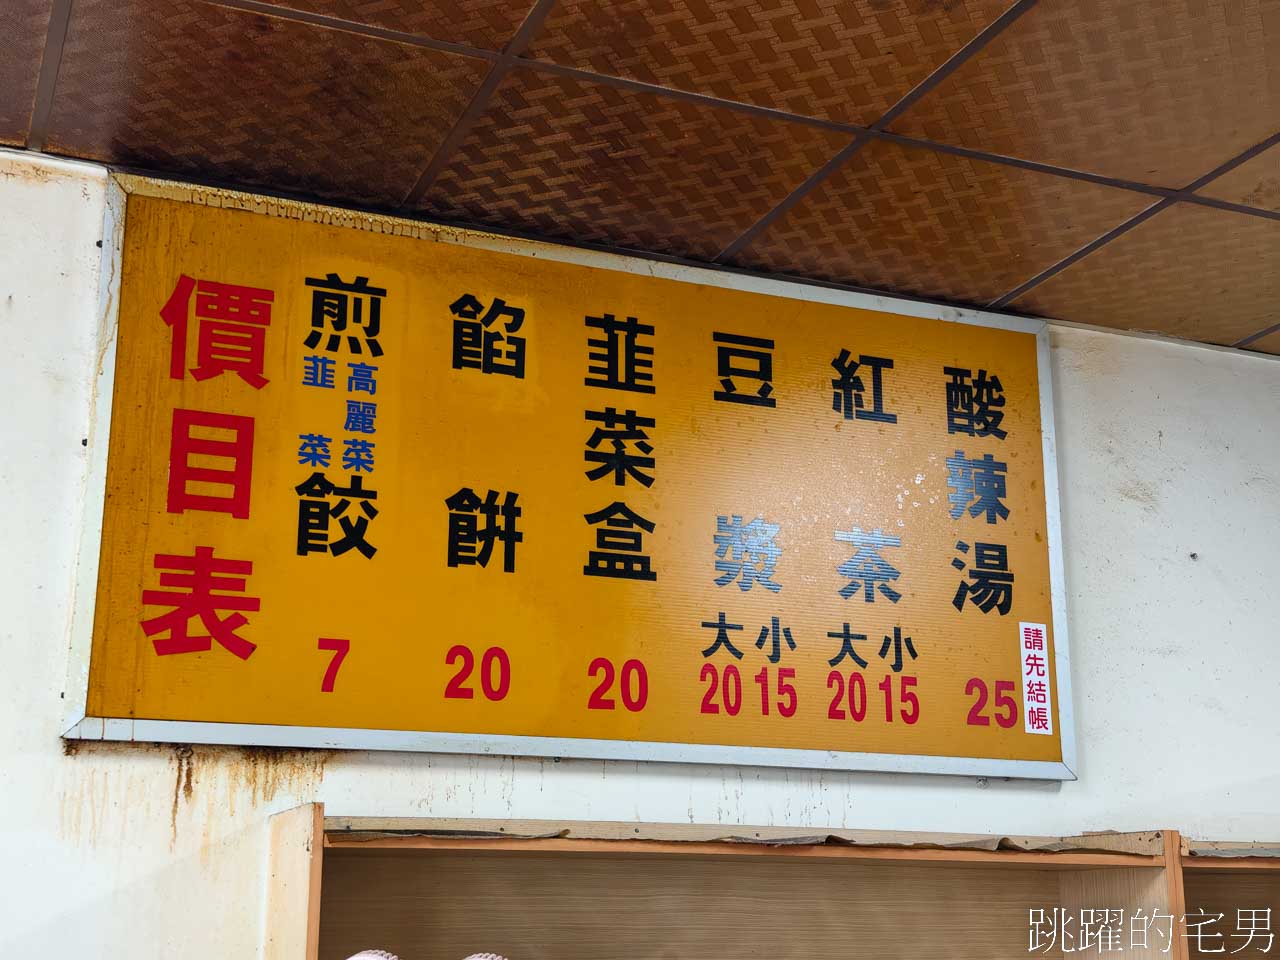 價目表
煎餃
韮菜
高麗菜
7
餡餅
20
韮菜盒
20
豆漿
大 小
20 15
紅茶
大 小
20 15
酸辣湯
25
請先結帳
跳躍的宅男